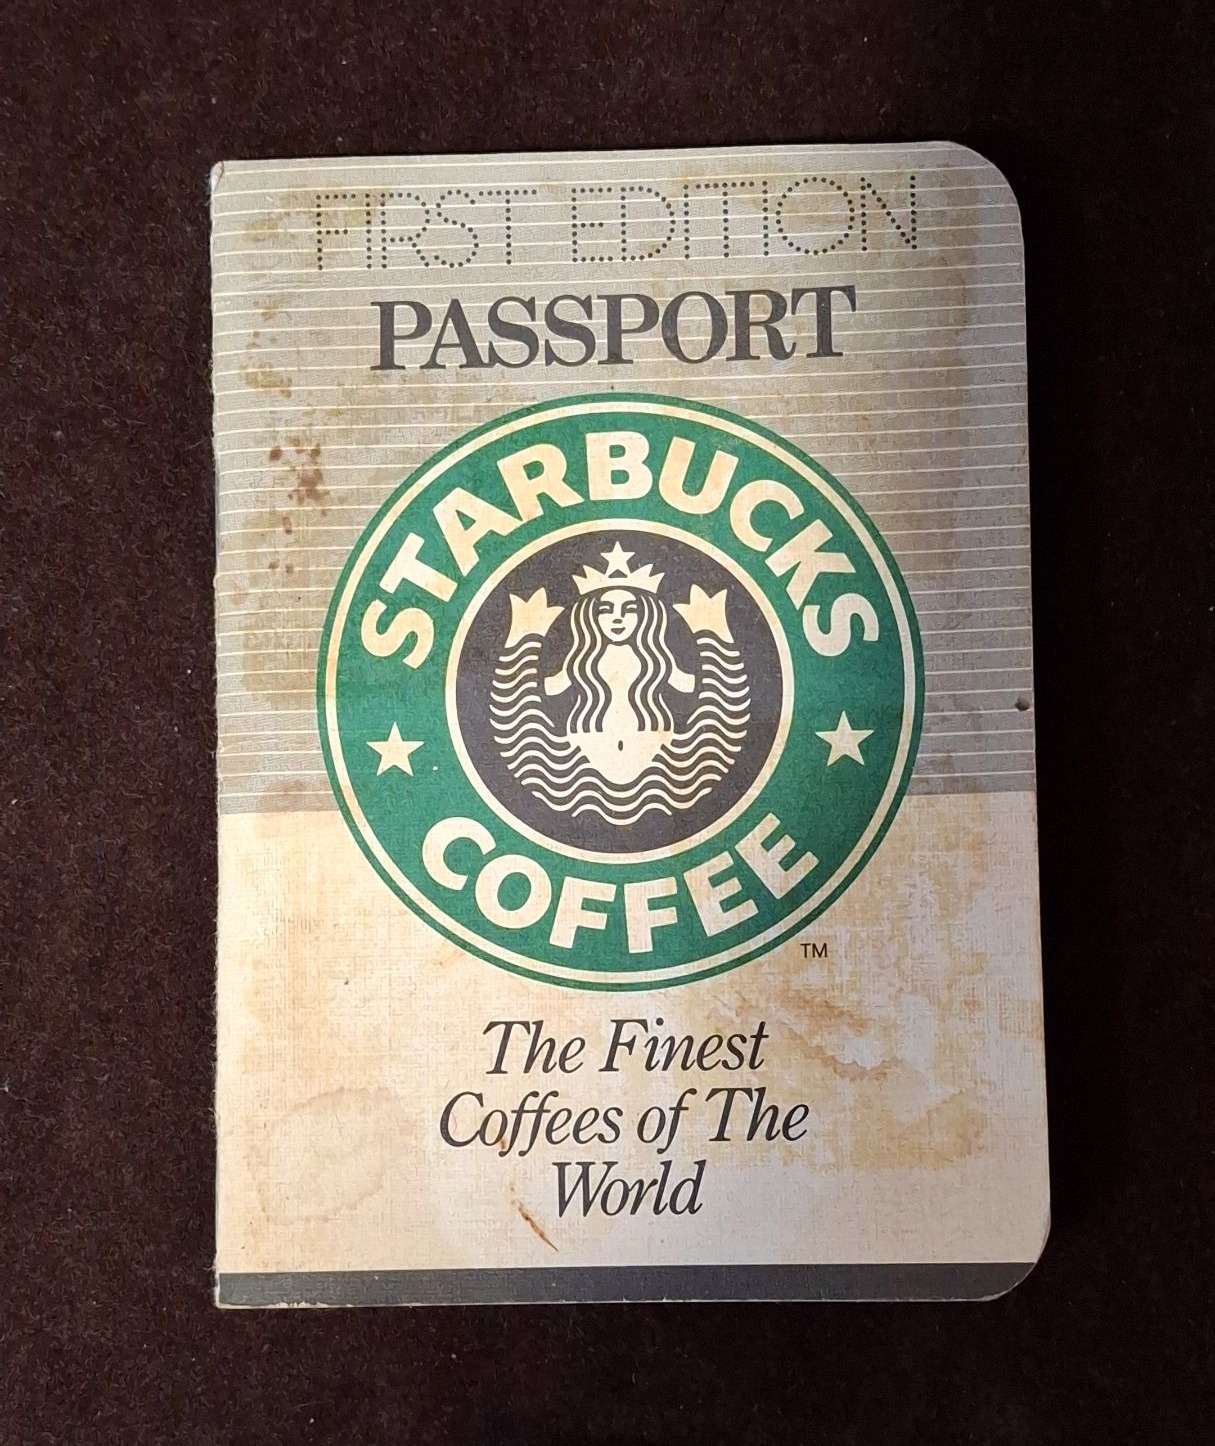 FIRST EDITION
PASSPORT
STARBUCKS
COFFEE
TM
The Finest
Coffees of The
World